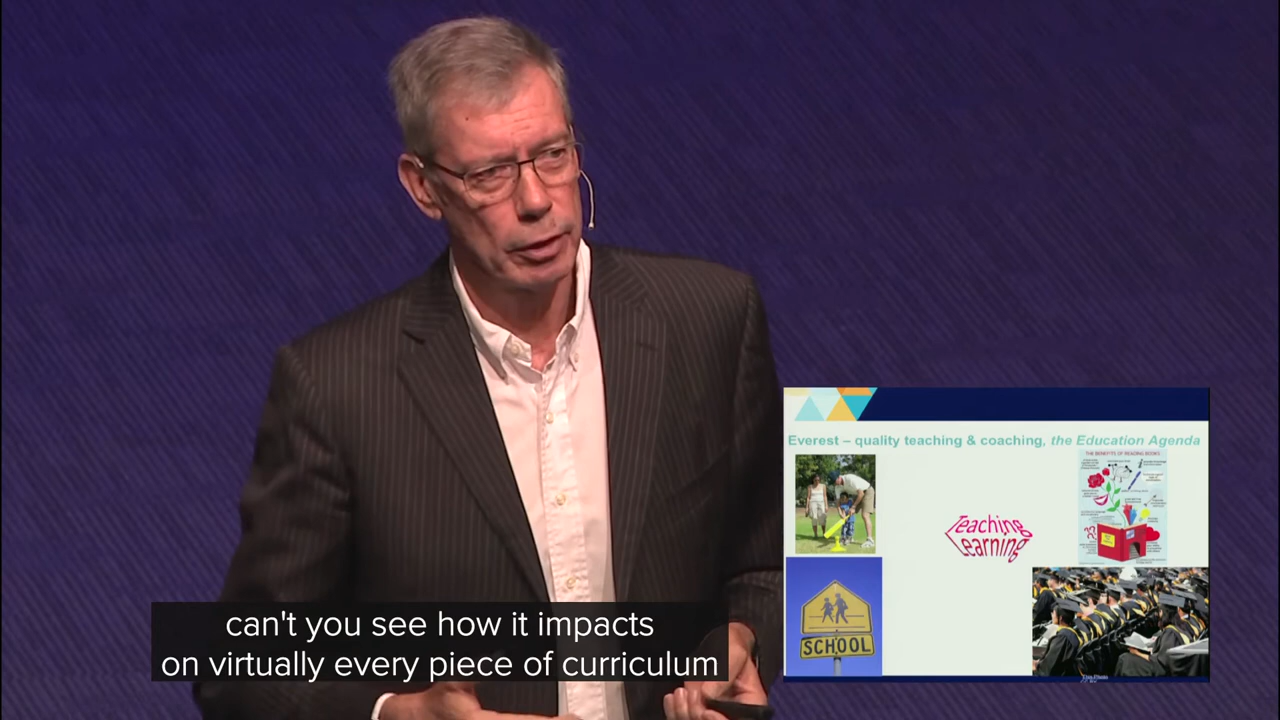 Everest – quality teaching & coaching, the Education Agenda
THE BENEFITS OF READING BOOKS
Teaching
Learning
SCHOOL
can't you see how it impacts
on virtually every piece of curriculum